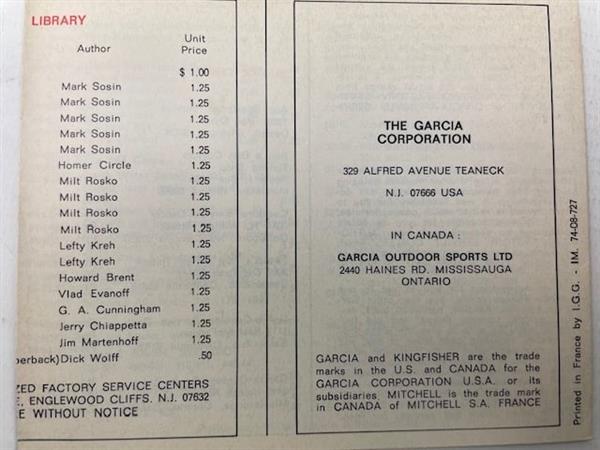 LIBRARY
Author Unit Price
$ 1.00
Mark Sosin 1.25
Mark Sosin 1.25
Mark Sosin 1.25
Mark Sosin 1.25
Mark Sosin 1.25
Homer Circle 1.25
Milt Rosko 1.25
Milt Rosko 1.25
Milt Rosko 1.25
Milt Rosko 1.25
Lefty Kreh 1.25
Lefty Kreh 1.25
Howard Brent 1.25
Vlad Evanoff 1.25
G. A. Cunningham 1.25
Jerry Chiappetta 1.25
Jim Martenhoff 1.25
perback) Dick Wolff .50
ZED FACTORY SERVICE CENTERS
E, ENGLEWOOD CLIFFS, N.J. 07632
E WITHOUT NOTICE
THE GARCIA
CORPORATION
329 ALFRED AVENUE TEANECK
N.J. 07666 USA
IN CANADA :
GARCIA OUTDOOR SPORTS LTD
2440 HAINES RD. MISSISSAUGA
ONTARIO
GARCIA and KINGFISHER are the trade
marks in the U.S. and CANADA for the
GARCIA CORPORATION U.S.A. or its
subsidiaries. MITCHELL is the trade mark
in CANADA of MITCHELL S.A. FRANCE
Printed in France by I.G.G. - IM. 74-08-727